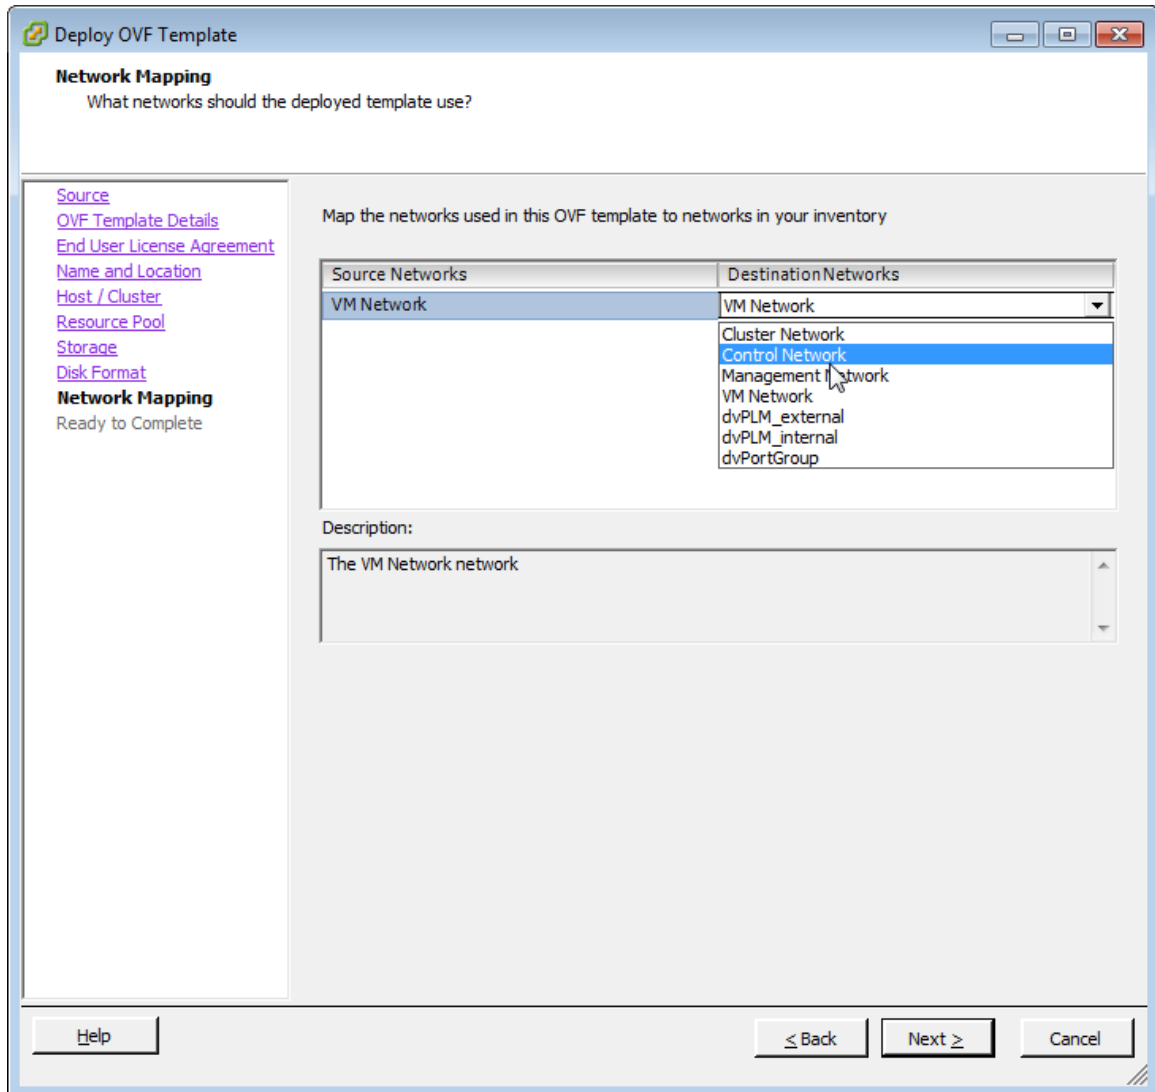 Deploy OVF Template
Network Mapping
What networks should the deployed template use?
Source
OVF Template Details
End User License Agreement
Name and Location
Host / Cluster
Resource Pool
Storage
Disk Format
Network Mapping
Ready to Complete
Map the networks used in this OVF template to networks in your inventory
Source Networks Destination Networks
VM Network VM Network
Cluster Network
Control Network
Management Network
VM Network
dvPLM_external
dvPLM_internal
dvPortGroup
Description:
The VM Network network
Help < Back Next > Cancel